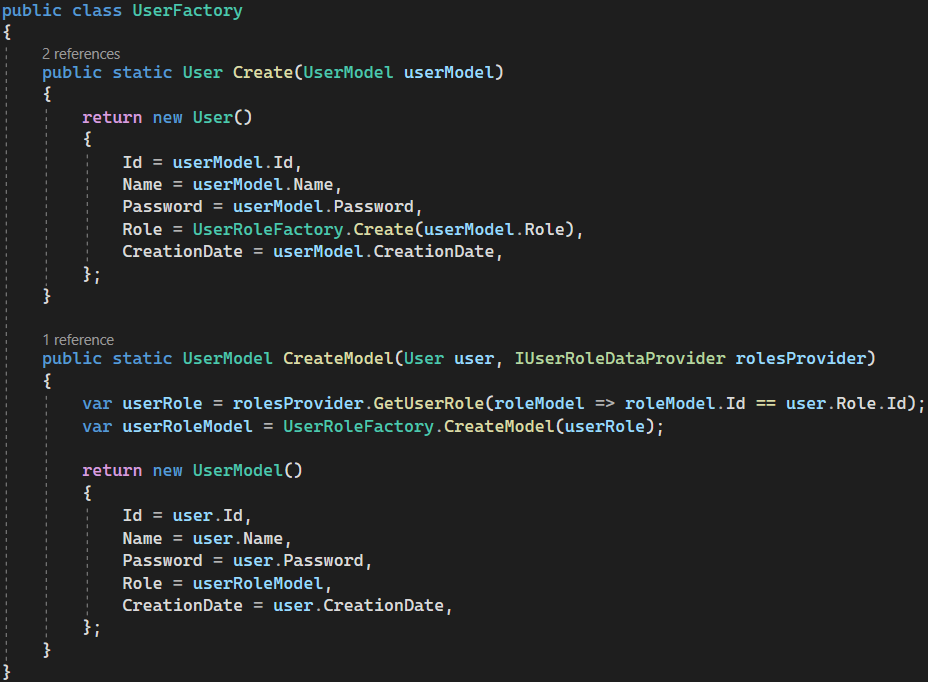 public class UserFactory
{
2 references
public static User Create(UserModel userModel)
{
return new User()
{
Id = userModel.Id,
Name = userModel.Name,
Password = userModel.Password,
Role = UserRoleFactory.Create(userModel.Role),
CreationDate = userModel.CreationDate,
};
}
1 reference
public static UserModel CreateModel(User user, IUserRoleDataProvider rolesProvider)
{
var userRole = rolesProvider.GetUserRole(roleModel => roleModel.Id == user.Role.Id);
var userRoleModel = UserRoleFactory.CreateModel(userRole);
return new UserModel()
{
Id = user.Id,
Name = user.Name,
Password = user.Password,
Role = userRoleModel,
CreationDate = user.CreationDate,
};
}
}